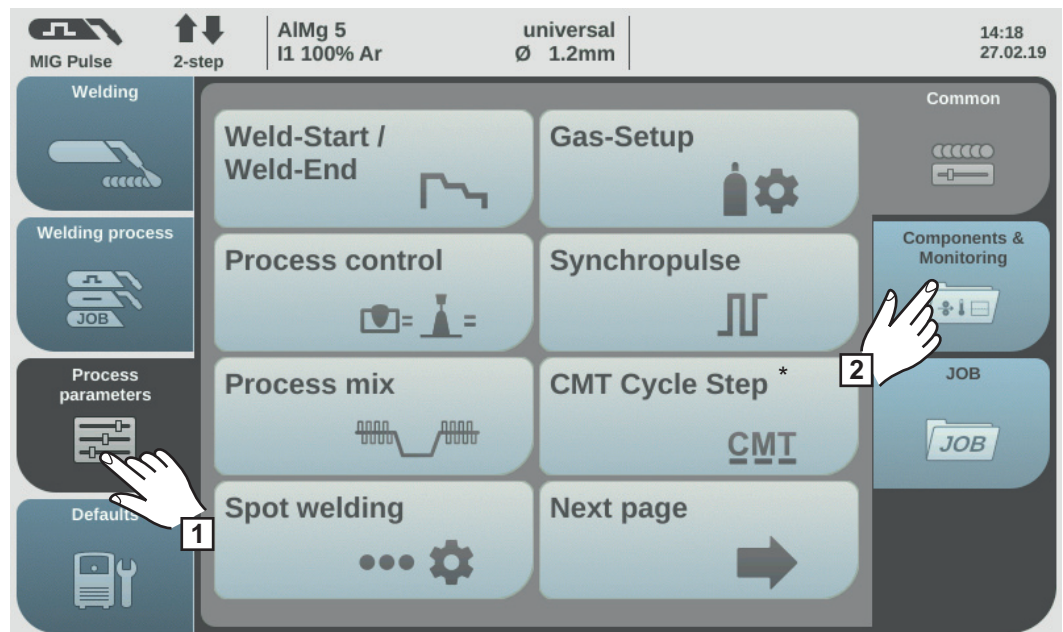 MIG Pulse
2-step
AlMg 5
I1 100% Ar
universal
Ø 1.2mm
14:18
27.02.19
Welding
Welding process
JOB
Process
parameters
Defaults
Weld-Start /
Weld-End
Gas-Setup
Process control
=
=
Synchropulse
Process mix
CMT Cycle Step *
CMT
Spot welding
Next page
Common
Components &
Monitoring
JOB
JOB
1
2